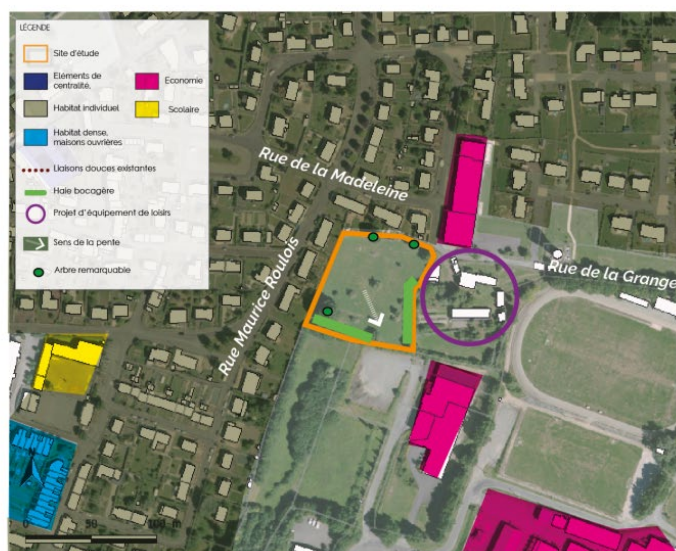 LÉGENDE
Site d'étude
Eléments de
centralité,
Economie
Habitat individuel
Scolaire
Habitat dense,
maisons ouvrières
Liaisons douces existantes
Haie bocagère
Projet d'équipement de loisirs
Sens de la pente
Arbre remarquable
Rue de la Madeleine
Rue Maurice Roulois
Rue de la Grange
0 50 100 m